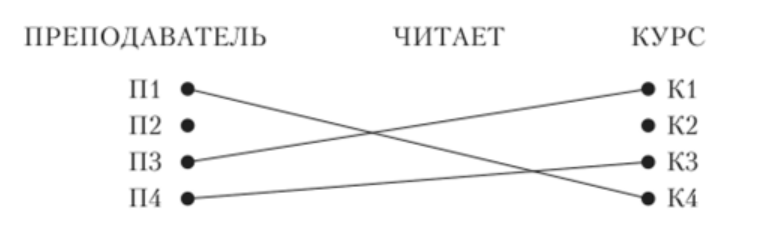 ПРЕПОДАВАТЕЛЬ ЧИТАЕТ КУРС
П1 К1
П2 К2
П3 К3
П4 К4